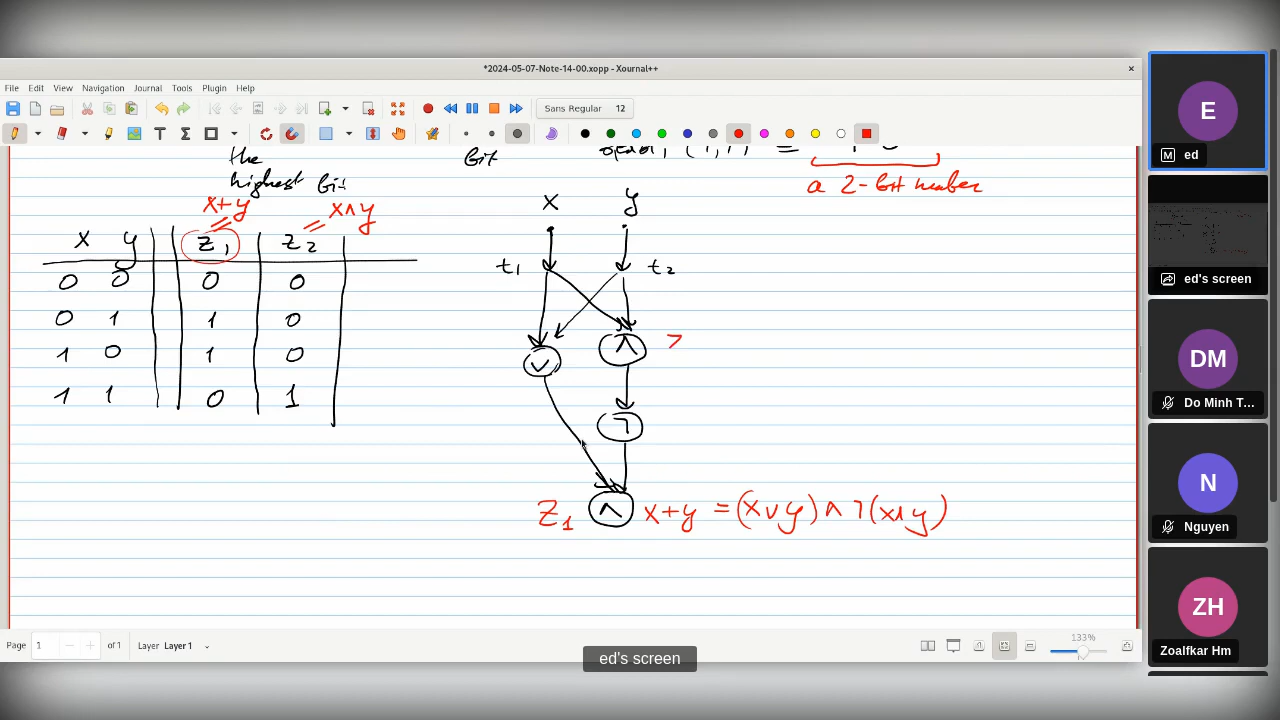 *2024-05-07-Note-14-00.xopp - Xournal++
×
File Edit View Navigation Journal Tools Plugin Help
Sans Regular 12
the
highest bit
bit
a 2-bit number
x+y
x∧y
x y z₁ z₂
0 0 0 0
0 1 1 0
1 0 1 0
1 1 0 1
x y
t₁ t₂
∨ ∧
¬
z₁ ∧ x+y = (x∨y) ∧ ¬(x∧y)
Page 1 of 1 Layer Layer 1
133%
ed's screen
E
M ed
ed's screen
DM
Do Minh T...
N
Nguyen
ZH
Zoalfkar Hm